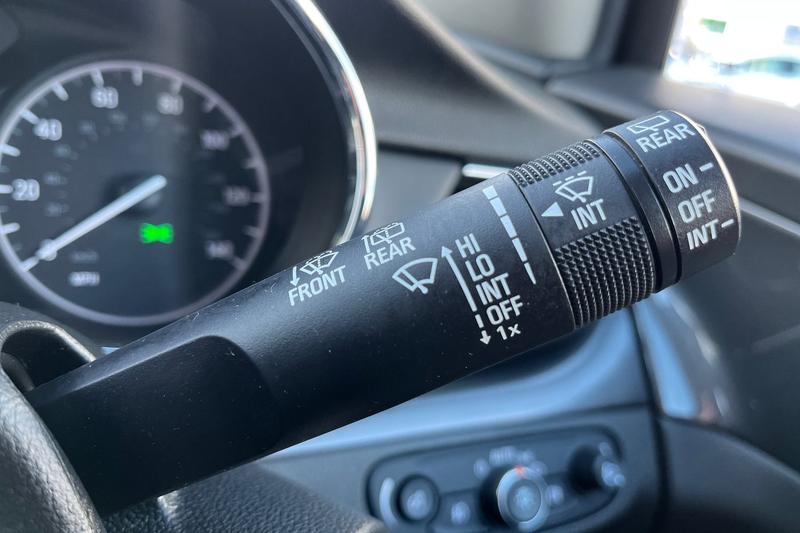 20
40
60
80
100
120
140
0
MPH
FRONT
REAR
HI
LO
INT
OFF
1x
INT
REAR
ON
OFF
INT